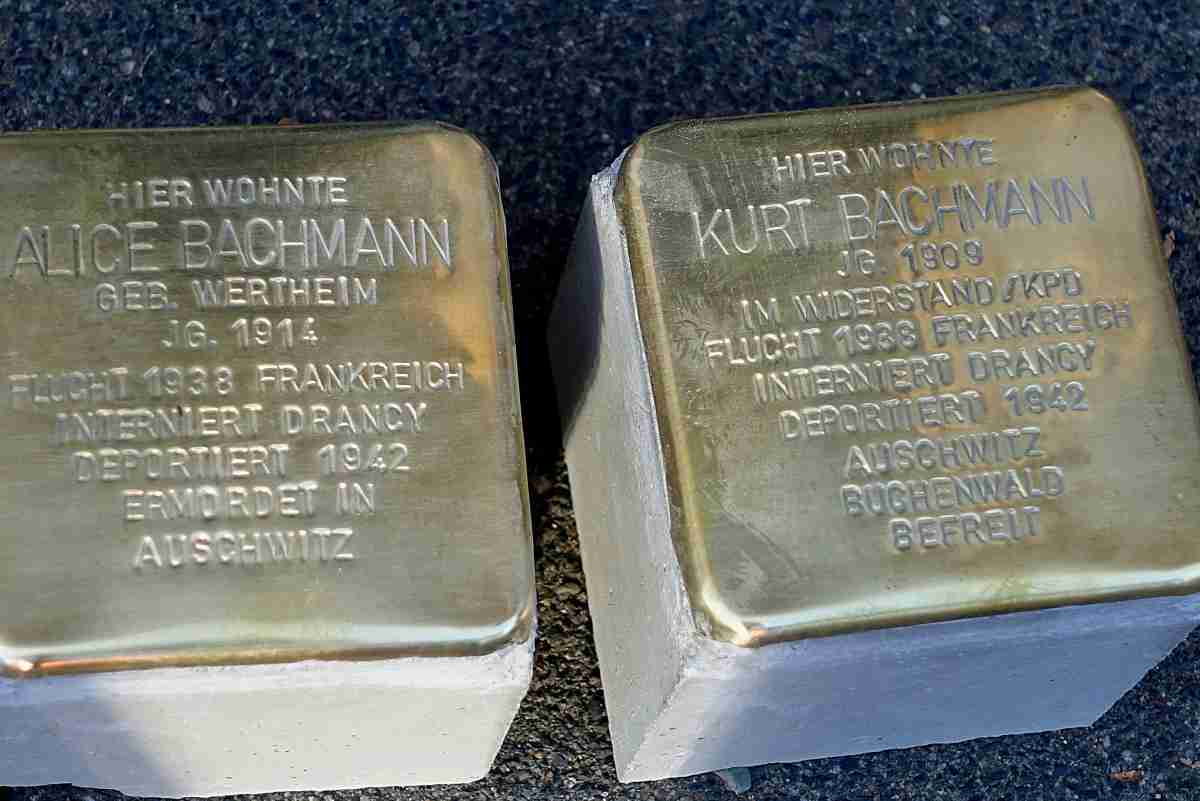 HIER WOHNTE
ALICE BACHMANN
GEB. WERTHEIM
JG. 1914
FLUCHT 1938 FRANKREICH
INTERNIERT DRANCY
DEPORTIERT 1942
ERMORDET IN
AUSCHWITZ
HIER WOHNTE
KURT BACHMANN
JG. 1909
IM WIDERSTAND/KPD
FLUCHT 1938 FRANKREICH
INTERNIERT DRANCY
DEPORTIERT 1942
AUSCHWITZ
BUCHENWALD
BEFREIT